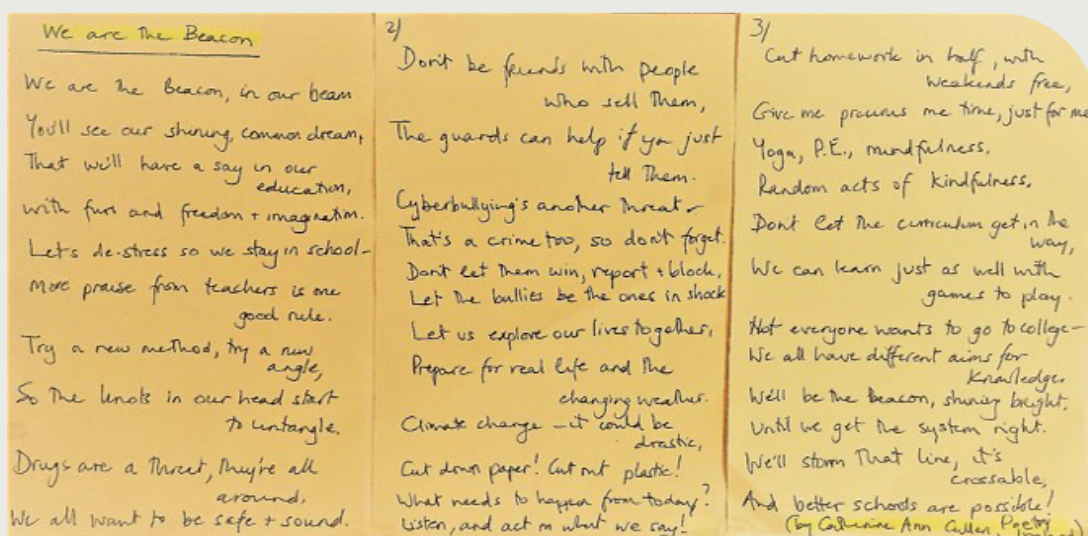 We are the Beacon
We are the Beacon, in our beam
You'll see our shining, common dream,
That we'll have a say in our
education,
With fun and freedom + imagination.
Let's de-stress so we stay in school -
More praise from teachers is one
good rule.
Try a new method, try a new
angle,
So the knots in our head start
to untangle.
Drugs are a threat, they're all
around,
We all want to be safe + sound.
2/
Don't be friends with people
who sell them,
The guards can help if you just
tell them.
Cyberbullying's another threat -
That's a crime too, so don't forget.
Don't let them win, report + block,
Let the bullies be the ones in shock
Let us explore our lives together,
Prepare for real life and the
changing weather.
Climate change - it could be
drastic,
Cut down paper! Cut out plastic!
What needs to happen from today?
Listen, and act on what we say!
3/
Cut homework in half, with
weekends free,
Give me precious me time, just for me
Yoga, P.E., mindfulness,
Random acts of kindfulness,
Don't let the curriculum get in the
way,
We can learn just as well with
games to play.
Not everyone wants to go to college -
We all have different aims for
knowledge.
We'll be the Beacon, shining bright,
Until we get the system right.
We'll storm that line, it's
crossable,
And better schools are possible!
(by Catherine Ann Cullen, Poetry
Ireland)